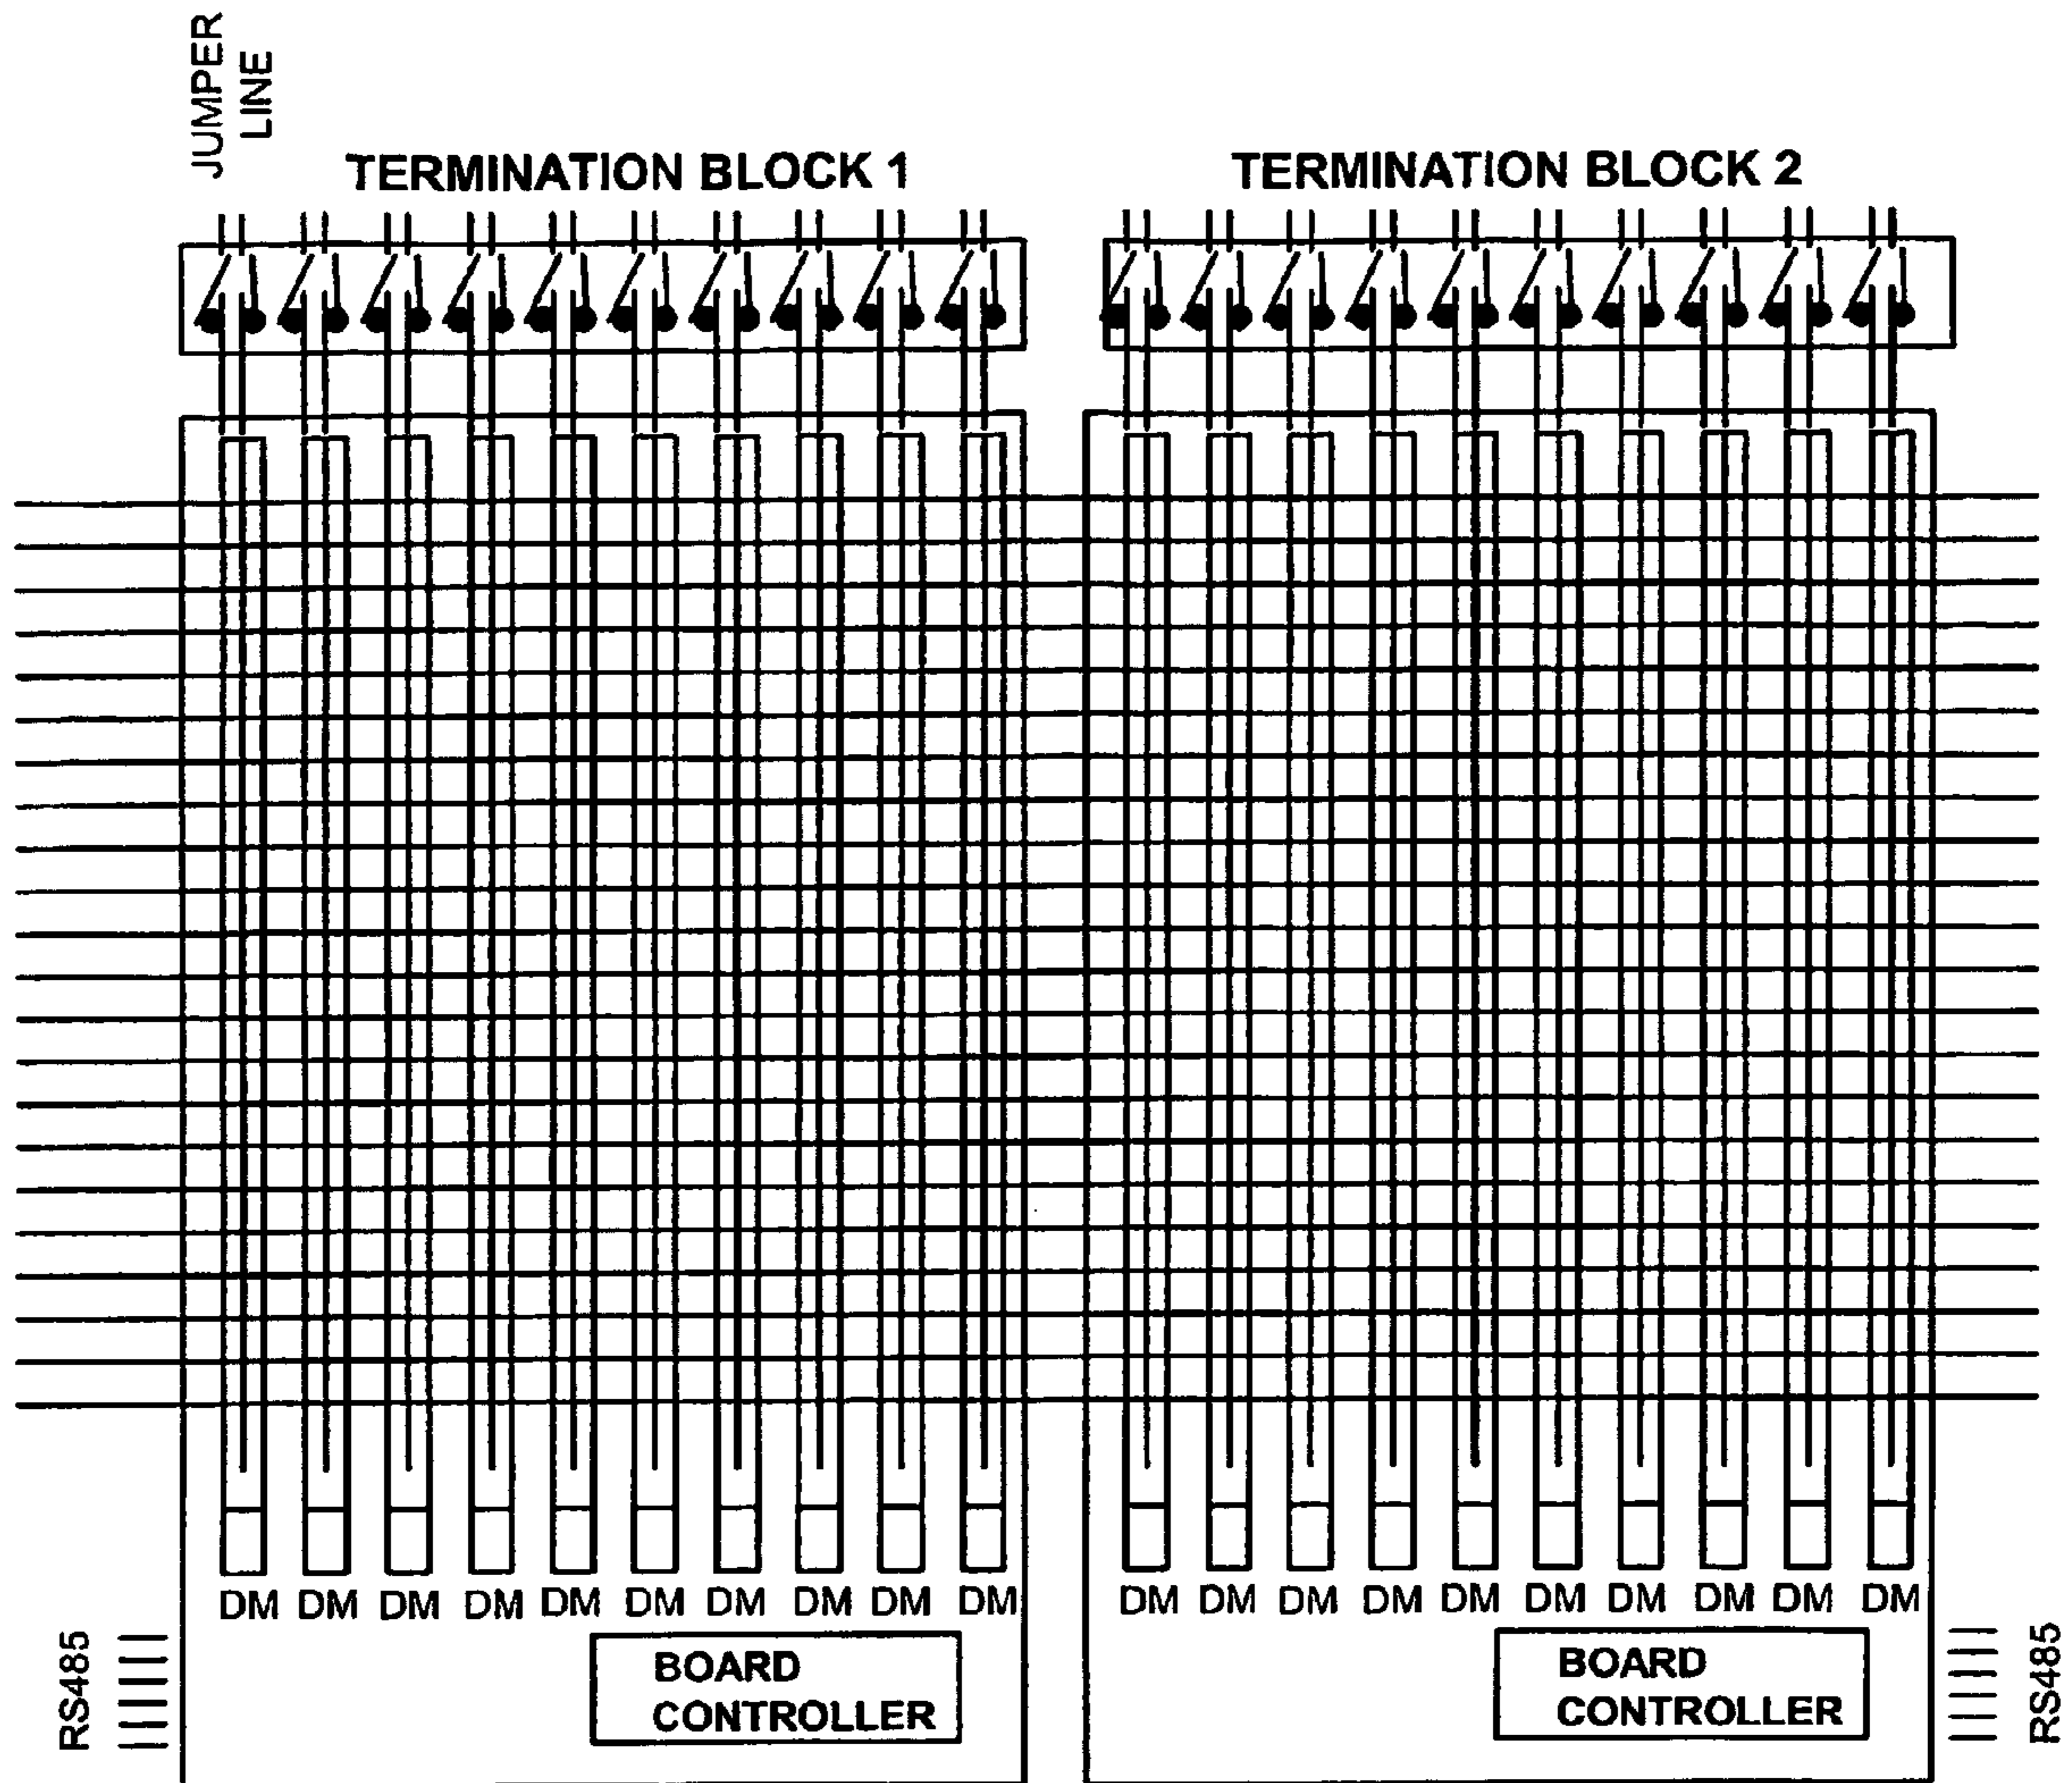 JUMPER
LINE
TERMINATION BLOCK 1
TERMINATION BLOCK 2
DM DM DM DM DM DM DM DM DM DM
DM DM DM DM DM DM DM DM DM DM
RS485
BOARD
CONTROLLER
BOARD
CONTROLLER
RS485